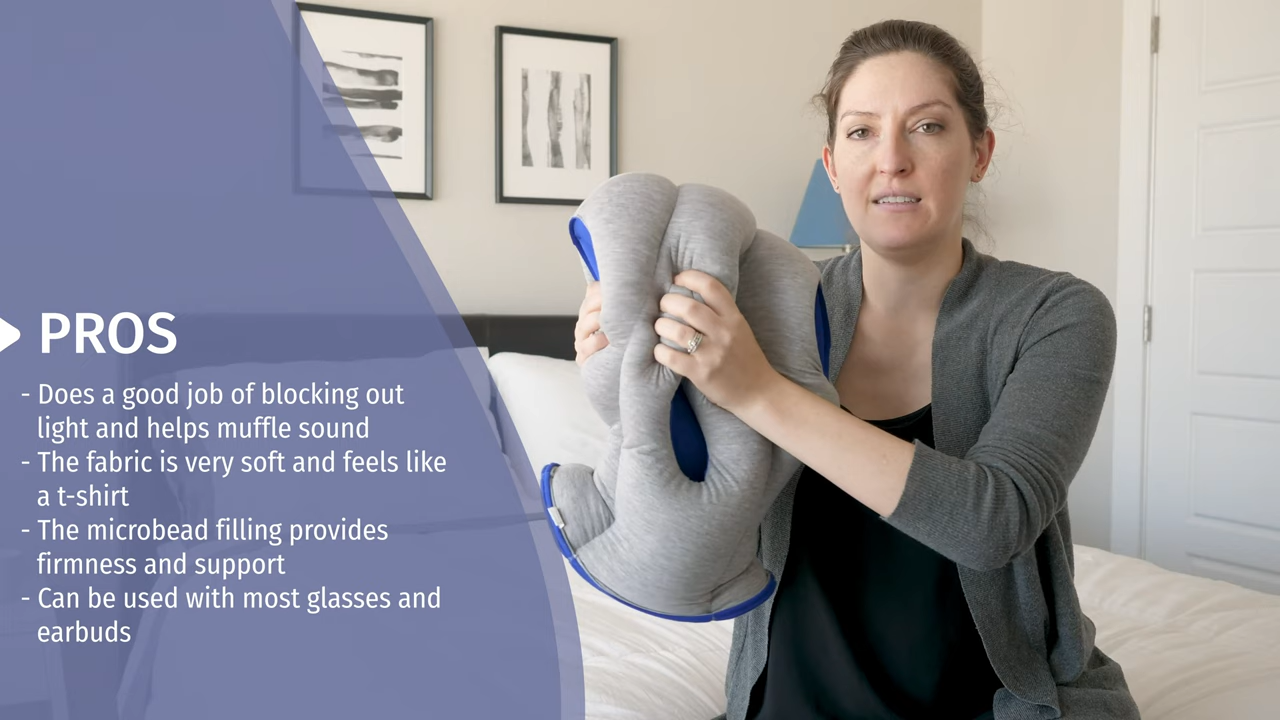 PROS
- Does a good job of blocking out
light and helps muffle sound
- The fabric is very soft and feels like
a t-shirt
- The microbead filling provides
firmness and support
- Can be used with most glasses and
earbuds